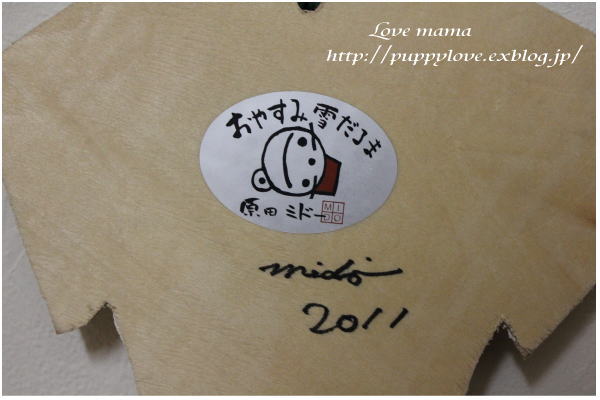 Love mama
http://puppylove.exblog.jp/
おやすみ雪だるま
原田ミドー
MI
DO
midō
2011